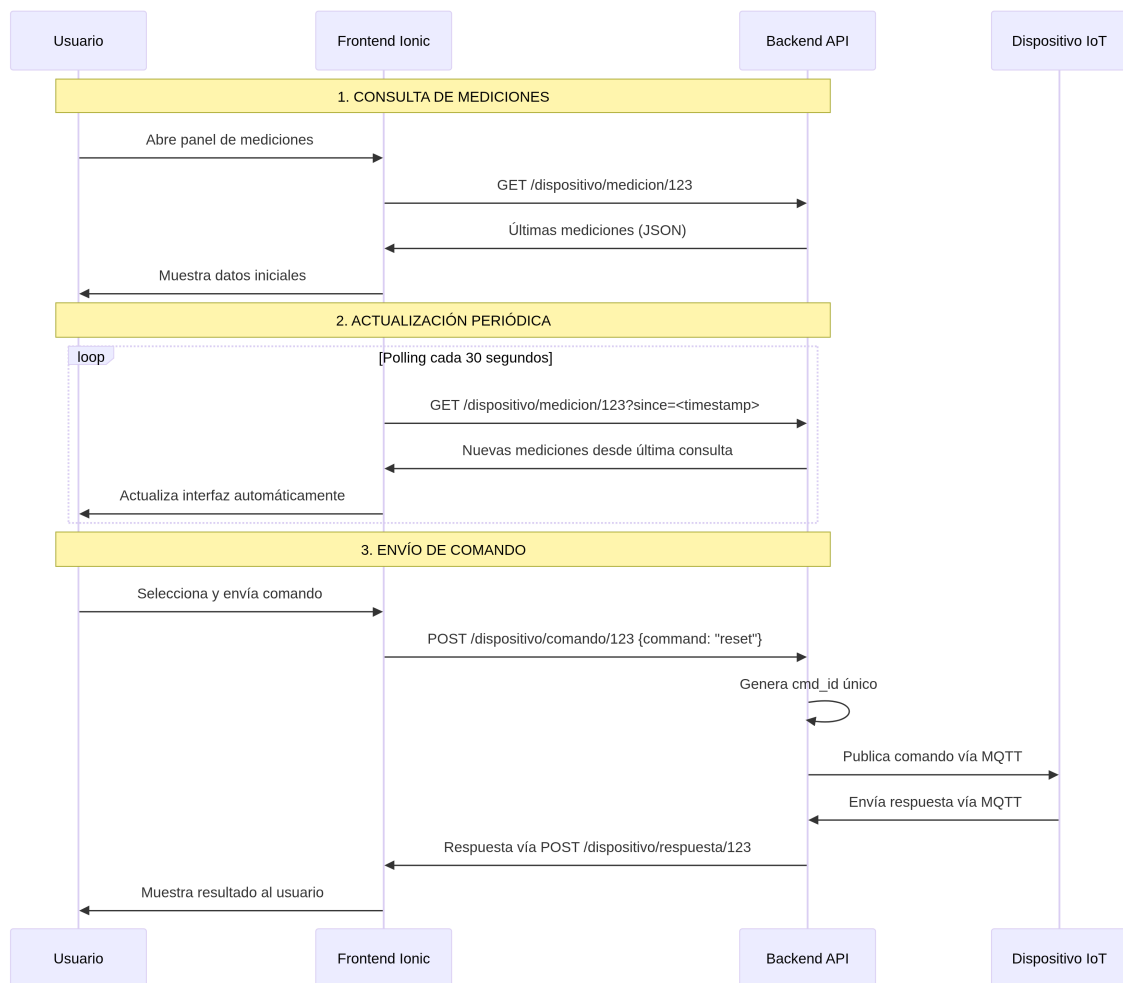 Usuario
Frontend Ionic
Backend API
Dispositivo IoT
1. CONSULTA DE MEDICIONES
Abre panel de mediciones
GET /dispositivo/medicion/123
Últimas mediciones (JSON)
Muestra datos iniciales
2. ACTUALIZACIÓN PERIÓDICA
loop
[Polling cada 30 segundos]
GET /dispositivo/medicion/123?since=<timestamp>
Nuevas mediciones desde última consulta
Actualiza interfaz automáticamente
3. ENVÍO DE COMANDO
Selecciona y envía comando
POST /dispositivo/comando/123 {command: "reset"}
Genera cmd_id único
Publica comando vía MQTT
Envía respuesta vía MQTT
Respuesta vía POST /dispositivo/respuesta/123
Muestra resultado al usuario
Usuario
Frontend Ionic
Backend API
Dispositivo IoT